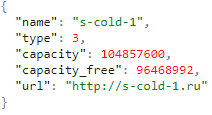 {
  "name": "s-cold-1",
  "type": 3,
  "capacity": 104857600,
  "capacity_free": 96468992,
  "url": "http://s-cold-1.ru"
}